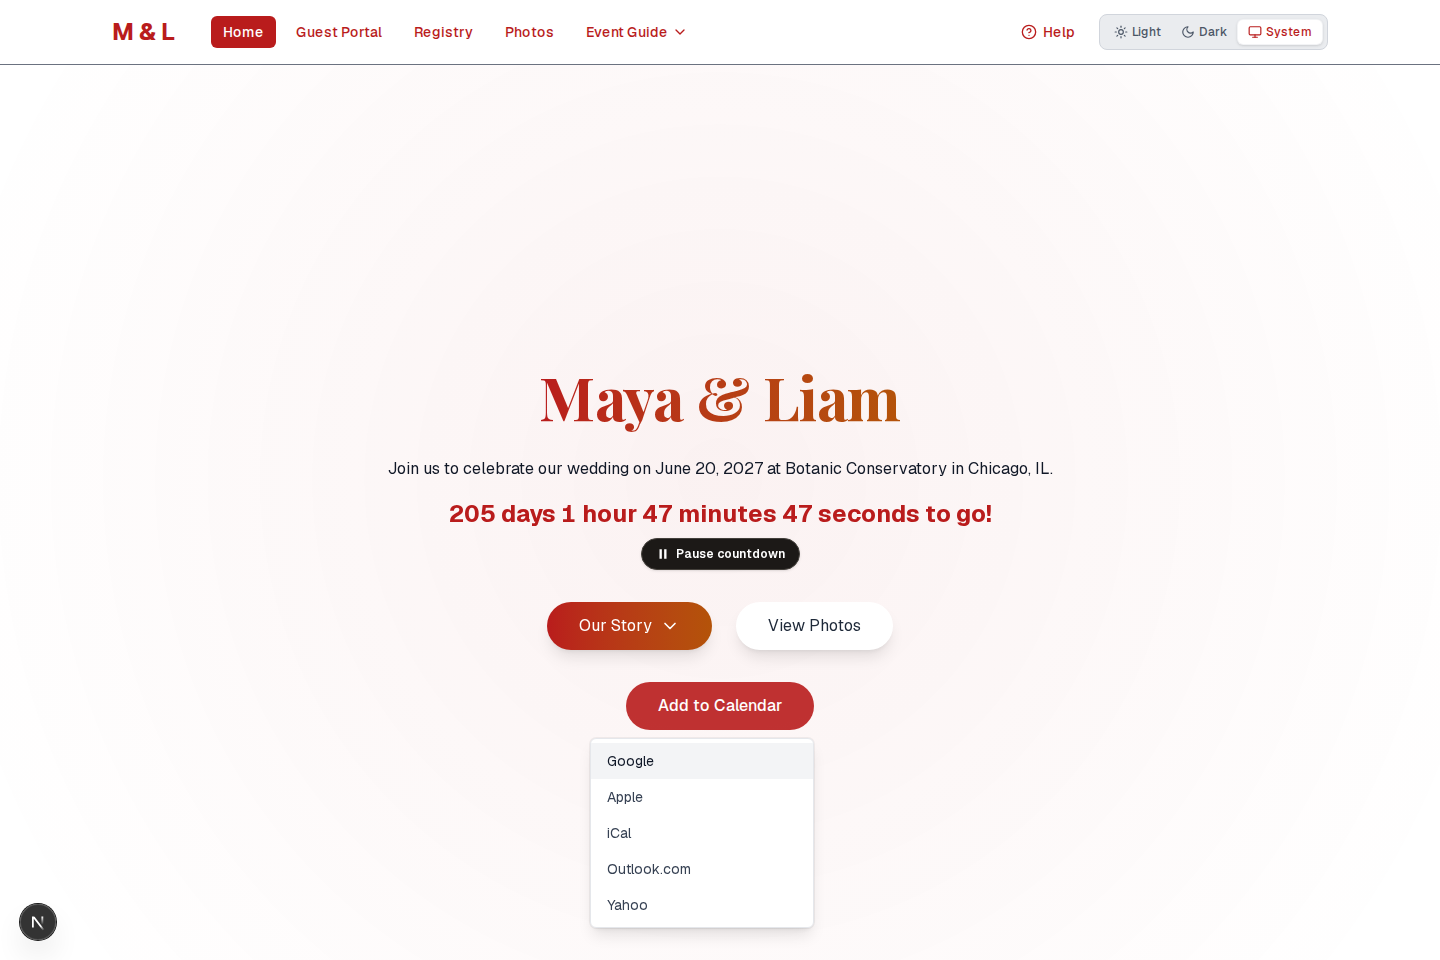 M & L
Home
Guest Portal
Registry
Photos
Event Guide
Help
Light
Dark
System
Maya & Liam
Join us to celebrate our wedding on June 20, 2027 at Botanic Conservatory in Chicago, IL.
205 days 1 hour 47 minutes 47 seconds to go!
Pause countdown
Our Story
View Photos
Add to Calendar
Google
Apple
iCal
Outlook.com
Yahoo
N